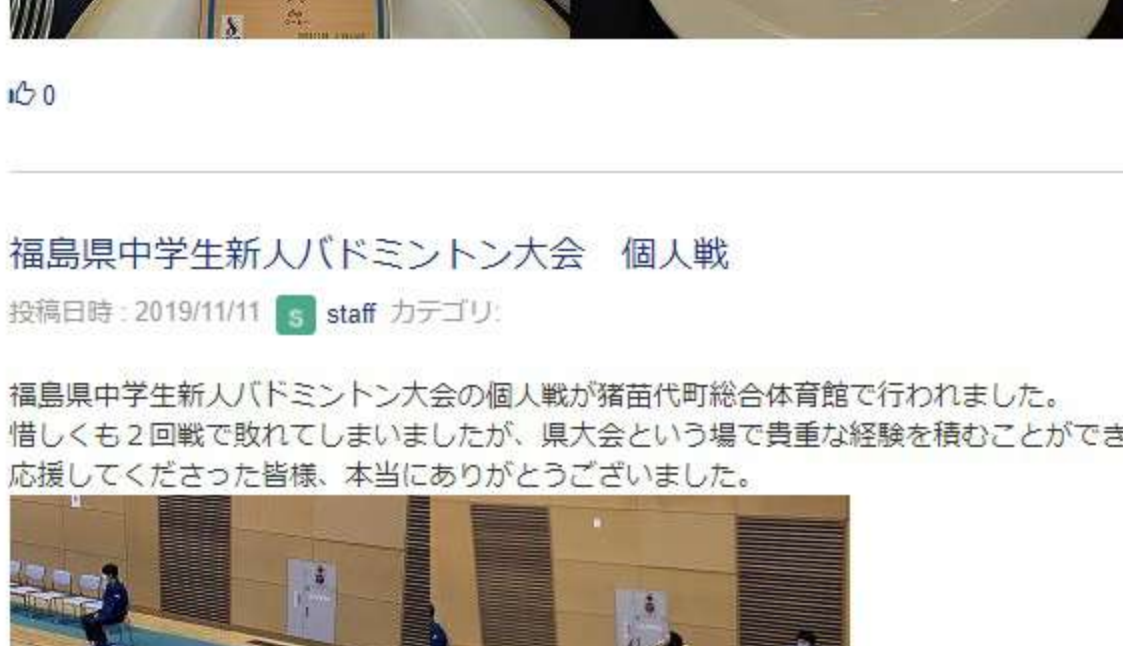 0
福島県中学生新人バドミントン大会　個人戦
投稿日時 : 2019/11/11 s staff カテゴリ:
福島県中学生新人バドミントン大会の個人戦が猪苗代町総合体育館で行われました。
惜しくも２回戦で敗れてしまいましたが、県大会という場で貴重な経験を積むことができ
応援してくださった皆様、本当にありがとうございました。